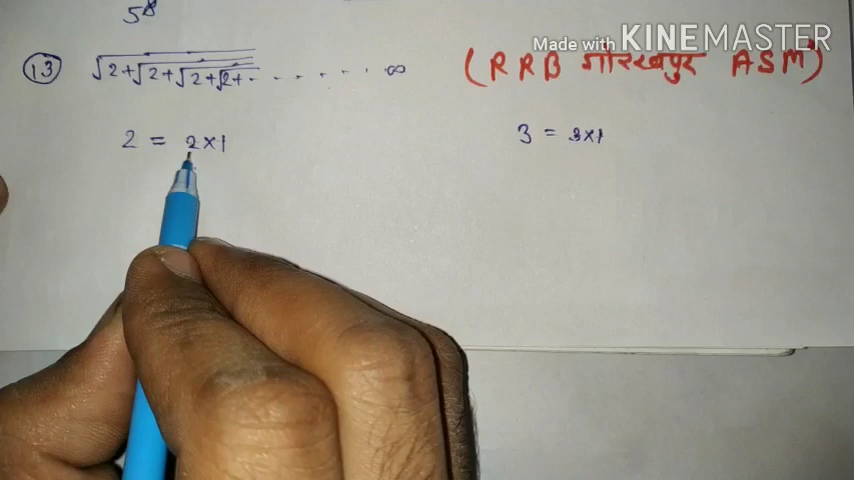 5⁸
Made with KINEMASTER
(13) √2+√2+√2+√2+ . . . . . . . ∞ (RRB गोरखपुर ASM)
2 = 2×1 3 = 3×1